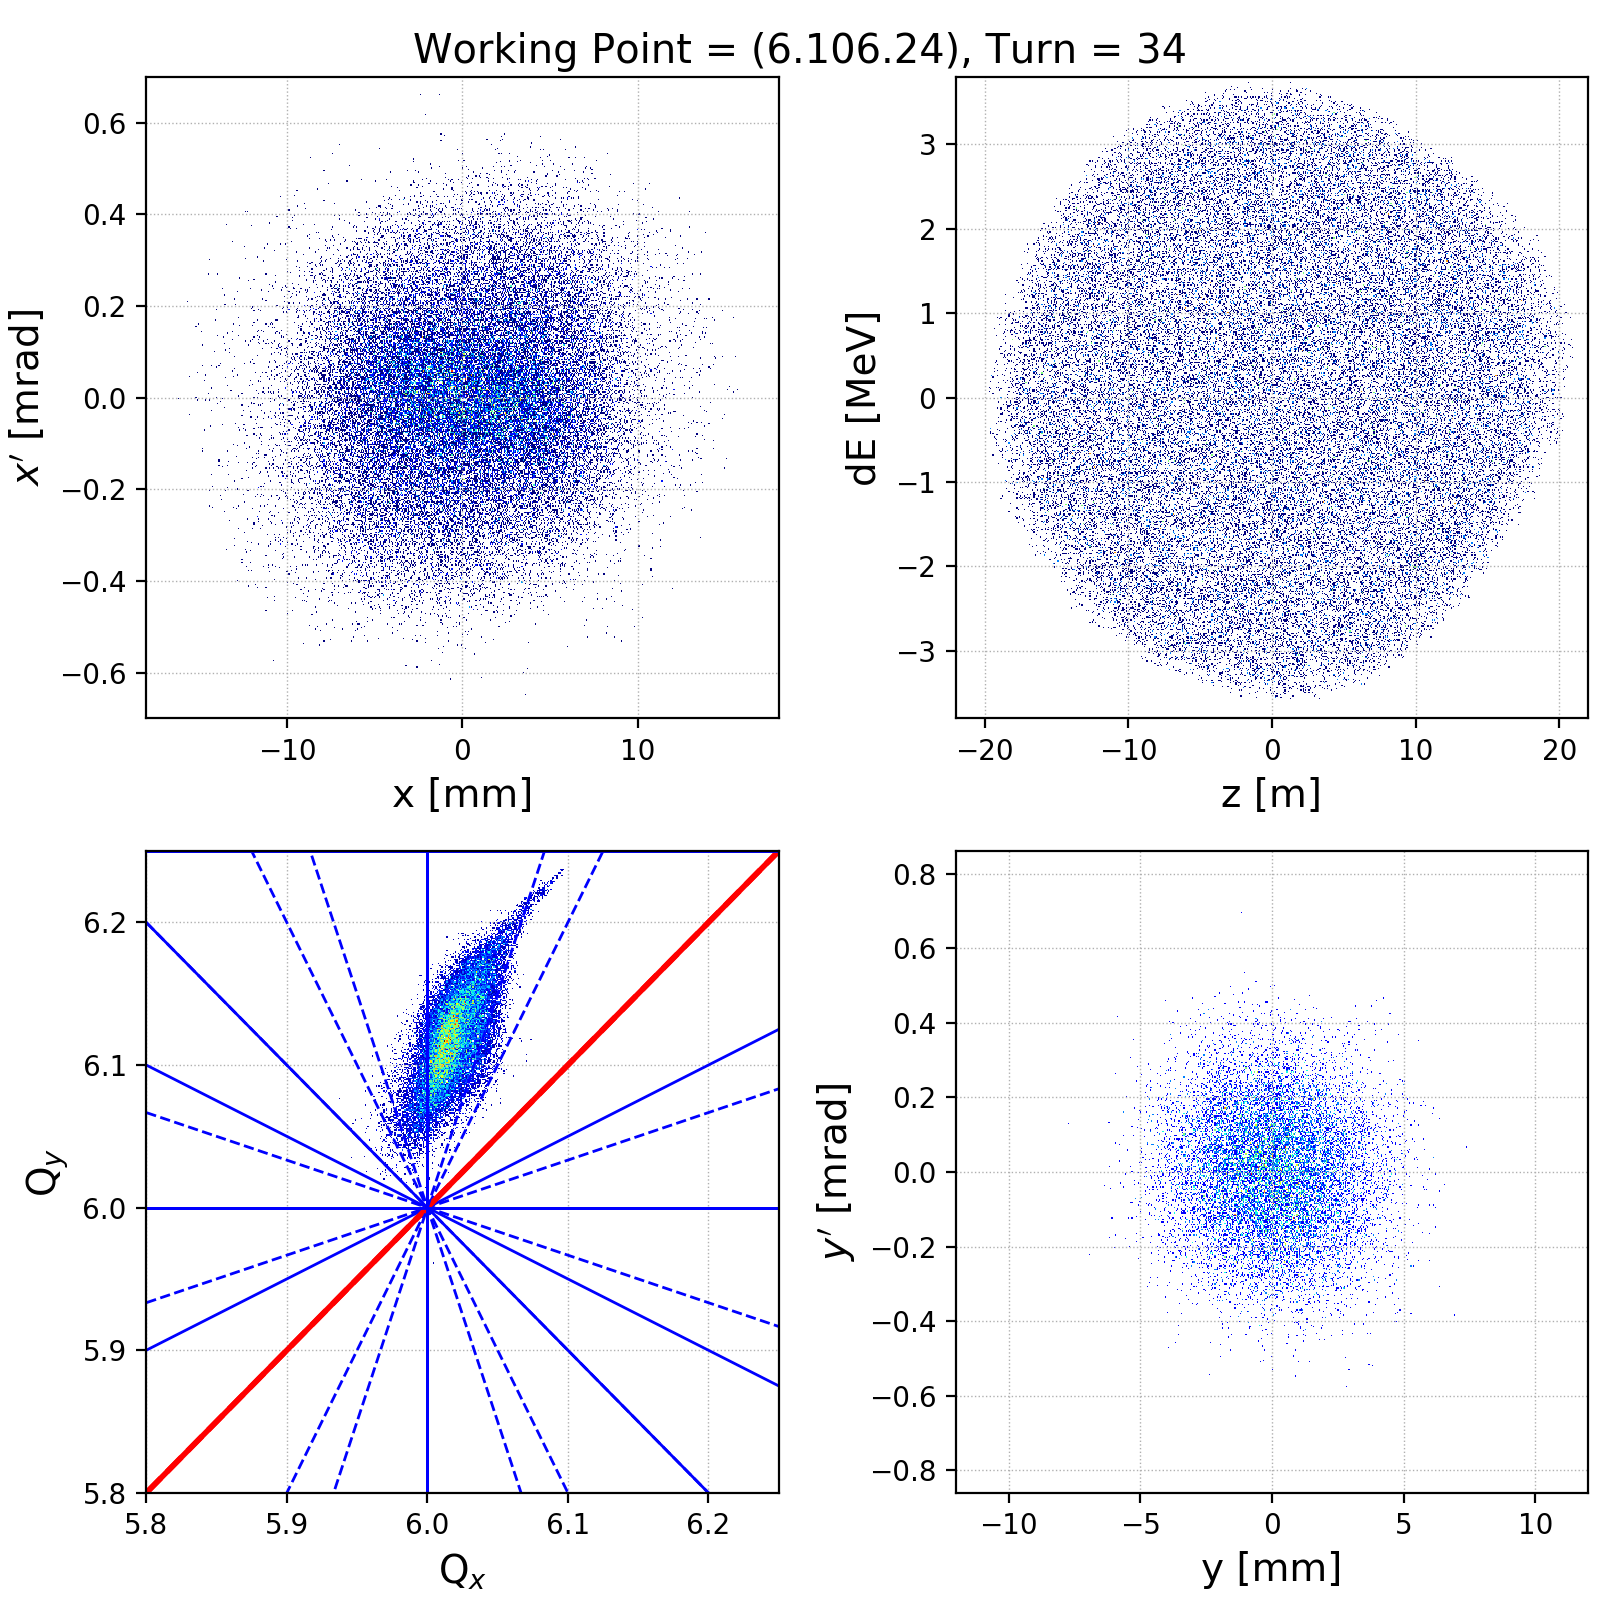 Working Point = (6.106.24), Turn = 34
0.6
0.4
0.2
0.0
−0.2
−0.4
−0.6
x′ [mrad]
−10 0 10
x [mm]
3
2
1
0
−1
−2
−3
dE [MeV]
−20 −10 0 10 20
z [m]
6.2
6.1
6.0
5.9
5.8
Qy
5.8 5.9 6.0 6.1 6.2
Qx
0.8
0.6
0.4
0.2
0.0
−0.2
−0.4
−0.6
−0.8
y′ [mrad]
−10 −5 0 5 10
y [mm]